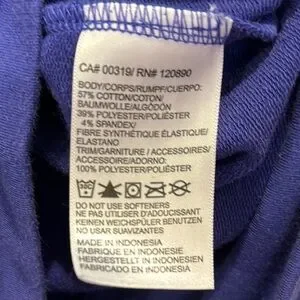 CA# 00319/ RN# 120890
BODY/CORPS/RUMPF/CUERPO:
57% COTTON/COTON/
BAUMWOLLE/ALGODÓN
39% POLYESTER/POLIÉSTER
4% SPANDEX/
FIBRE SYNTHÉTIQUE ÉLASTIQUE/
ELASTANO
TRIM/GARNITURE / ACCESSOIRES/
ACCESSOIRE/ADORNO:
100% POLYESTER/POLIÉSTER
DO NOT USE SOFTENERS
NE PAS UTILISER D'ADOUCISSANT
KEINEN WEICHSPÜLER BENUTZEN
NO USAR SUAVIZANTES
MADE IN INDONESIA
FABRIQUÉ EN INDONÉSIE
HERGESTELLT IN INDONESIEN
FABRICADO EN INDONESIA